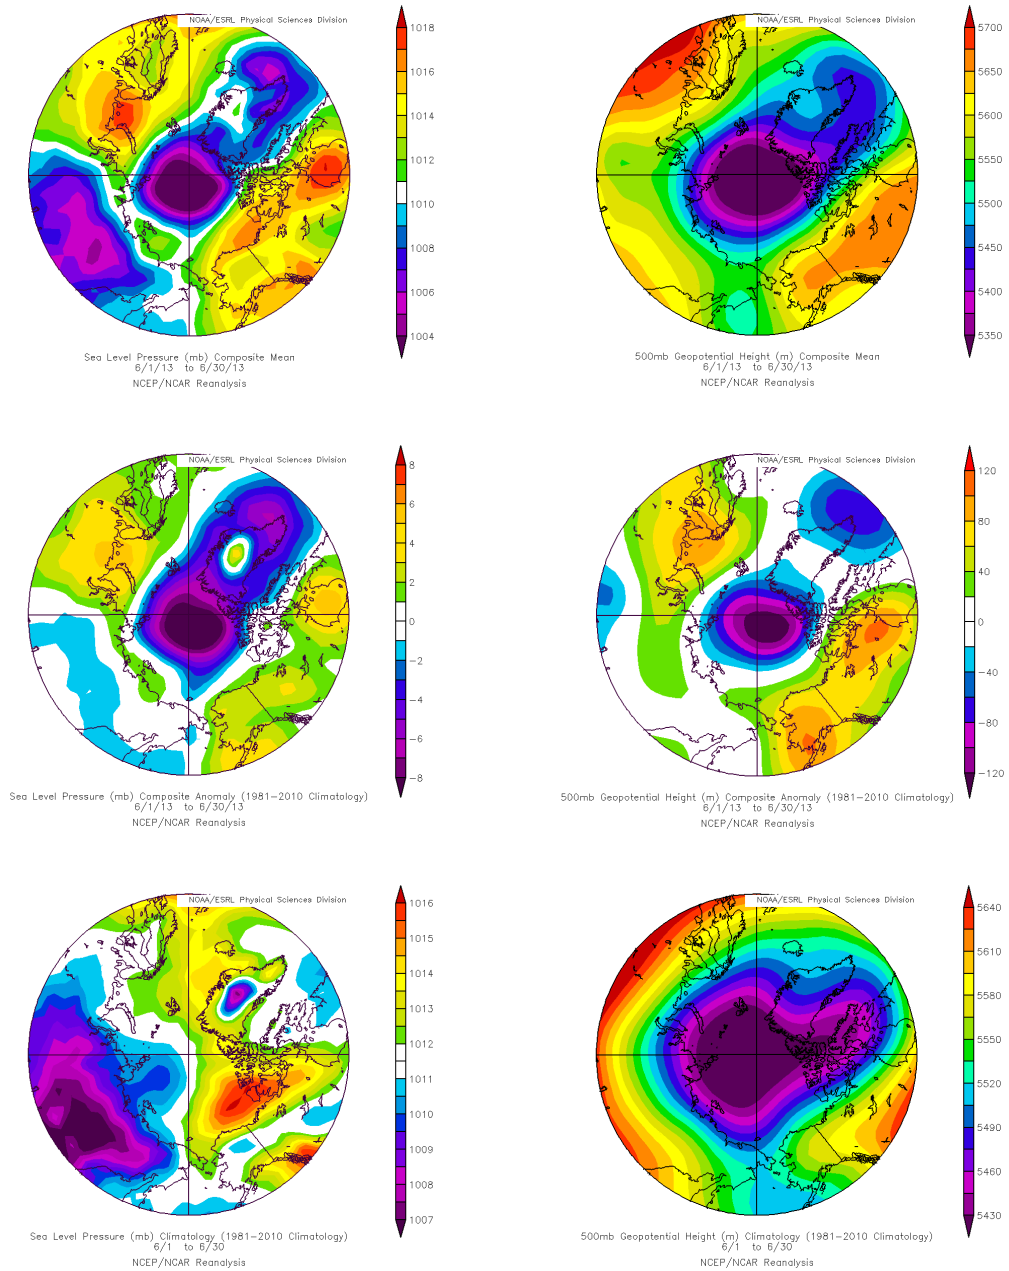 NOAA/ESRL Physical Sciences Division
1018
1016
1014
1012
1010
1008
1006
1004
Sea Level Pressure (mb) Composite Mean
6/1/13 to 6/30/13
NCEP/NCAR Reanalysis
NOAA/ESRL Physical Sciences Division
5700
5650
5600
5550
5500
5450
5400
5350
500mb Geopotential Height (m) Composite Mean
6/1/13 to 6/30/13
NCEP/NCAR Reanalysis
NOAA/ESRL Physical Sciences Division
8
6
4
2
0
−2
−4
−6
−8
Sea Level Pressure (mb) Composite Anomaly (1981−2010 Climatology)
6/1/13 to 6/30/13
NCEP/NCAR Reanalysis
NOAA/ESRL Physical Sciences Division
120
80
40
0
−40
−80
−120
500mb Geopotential Height (m) Composite Anomaly (1981−2010 Climatology)
6/1/13 to 6/30/13
NCEP/NCAR Reanalysis
NOAA/ESRL Physical Sciences Division
1016
1015
1014
1013
1012
1011
1010
1009
1008
1007
Sea Level Pressure (mb) Climatology (1981−2010 Climatology)
6/1 to 6/30
NCEP/NCAR Reanalysis
NOAA/ESRL Physical Sciences Division
5640
5610
5580
5550
5520
5490
5460
5430
500mb Geopotential Height (m) Climatology (1981−2010 Climatology)
6/1 to 6/30
NCEP/NCAR Reanalysis